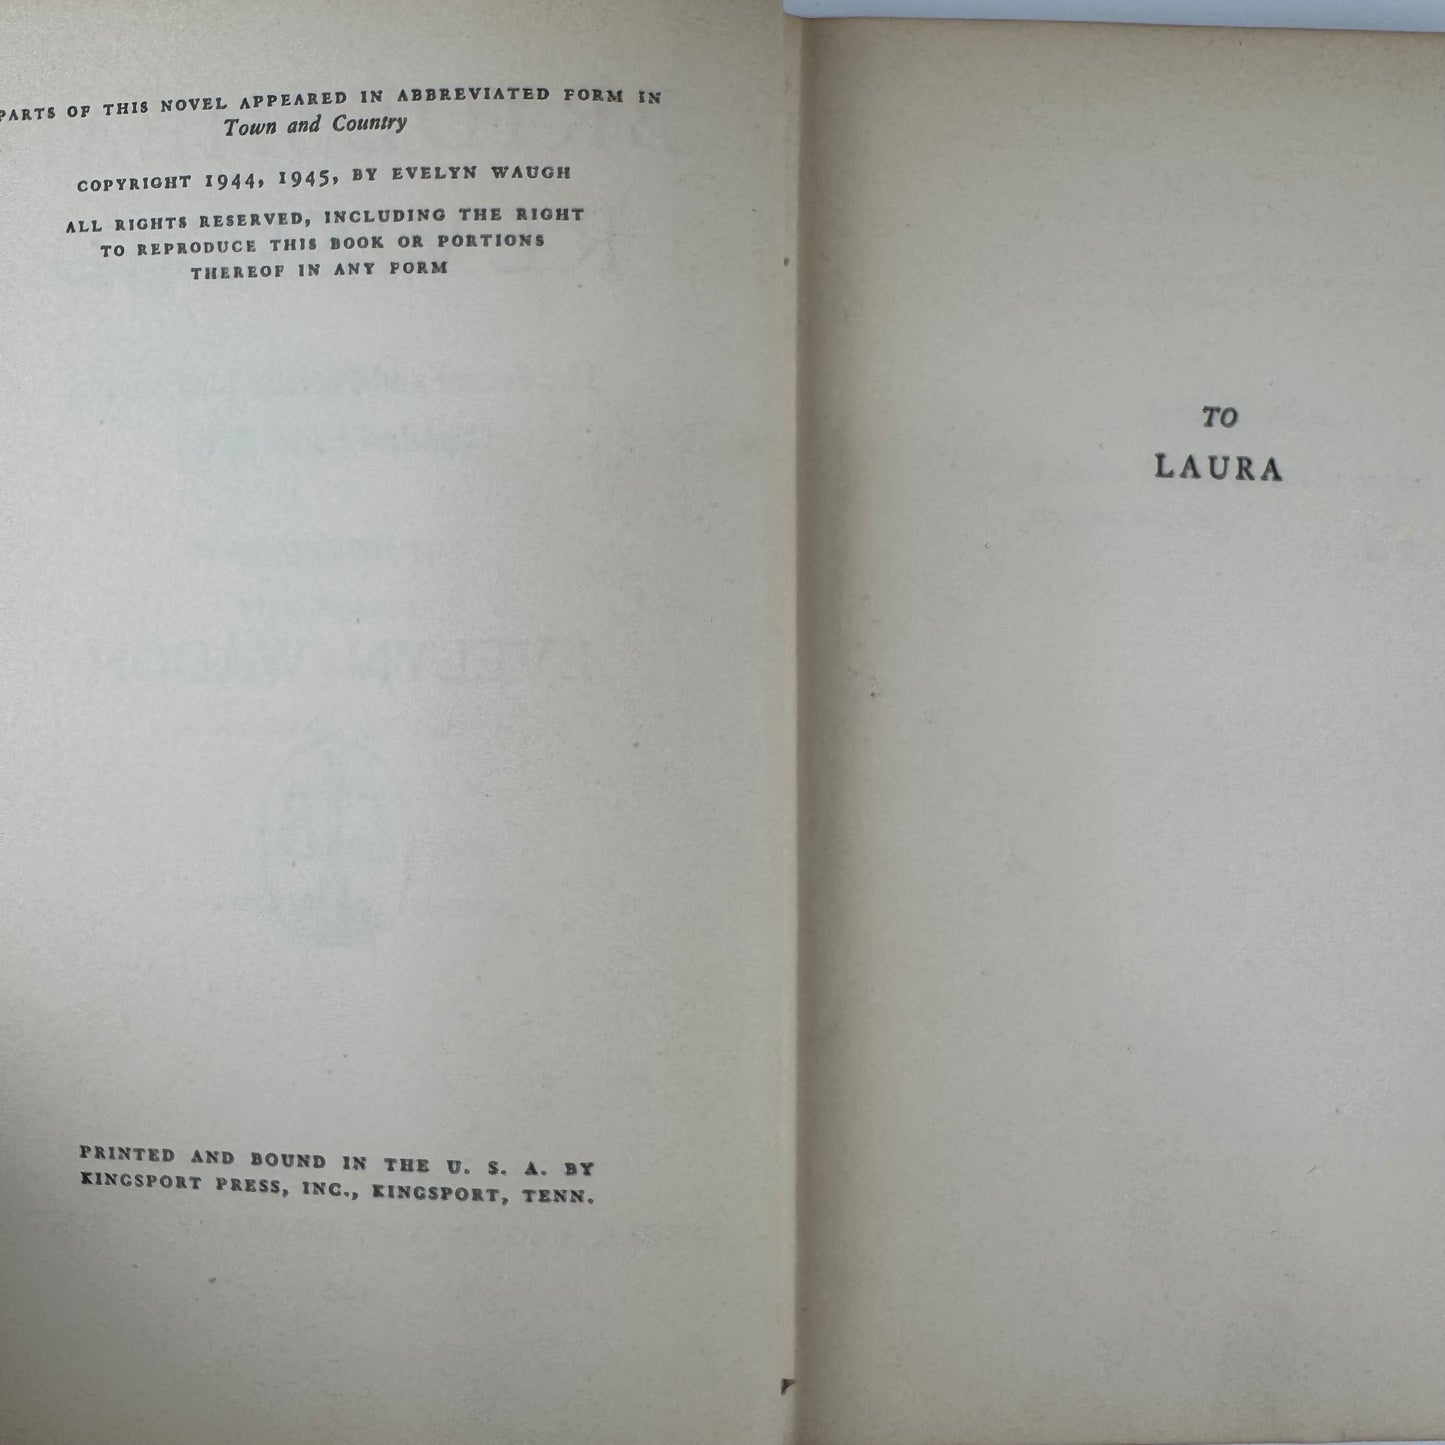 PARTS OF THIS NOVEL APPEARED IN ABBREVIATED FORM IN
Town and Country
COPYRIGHT 1944, 1945, BY EVELYN WAUGH
ALL RIGHTS RESERVED, INCLUDING THE RIGHT
TO REPRODUCE THIS BOOK OR PORTIONS
THEREOF IN ANY FORM
PRINTED AND BOUND IN THE U. S. A. BY
KINGSPORT PRESS, INC., KINGSPORT, TENN.
TO
LAURA